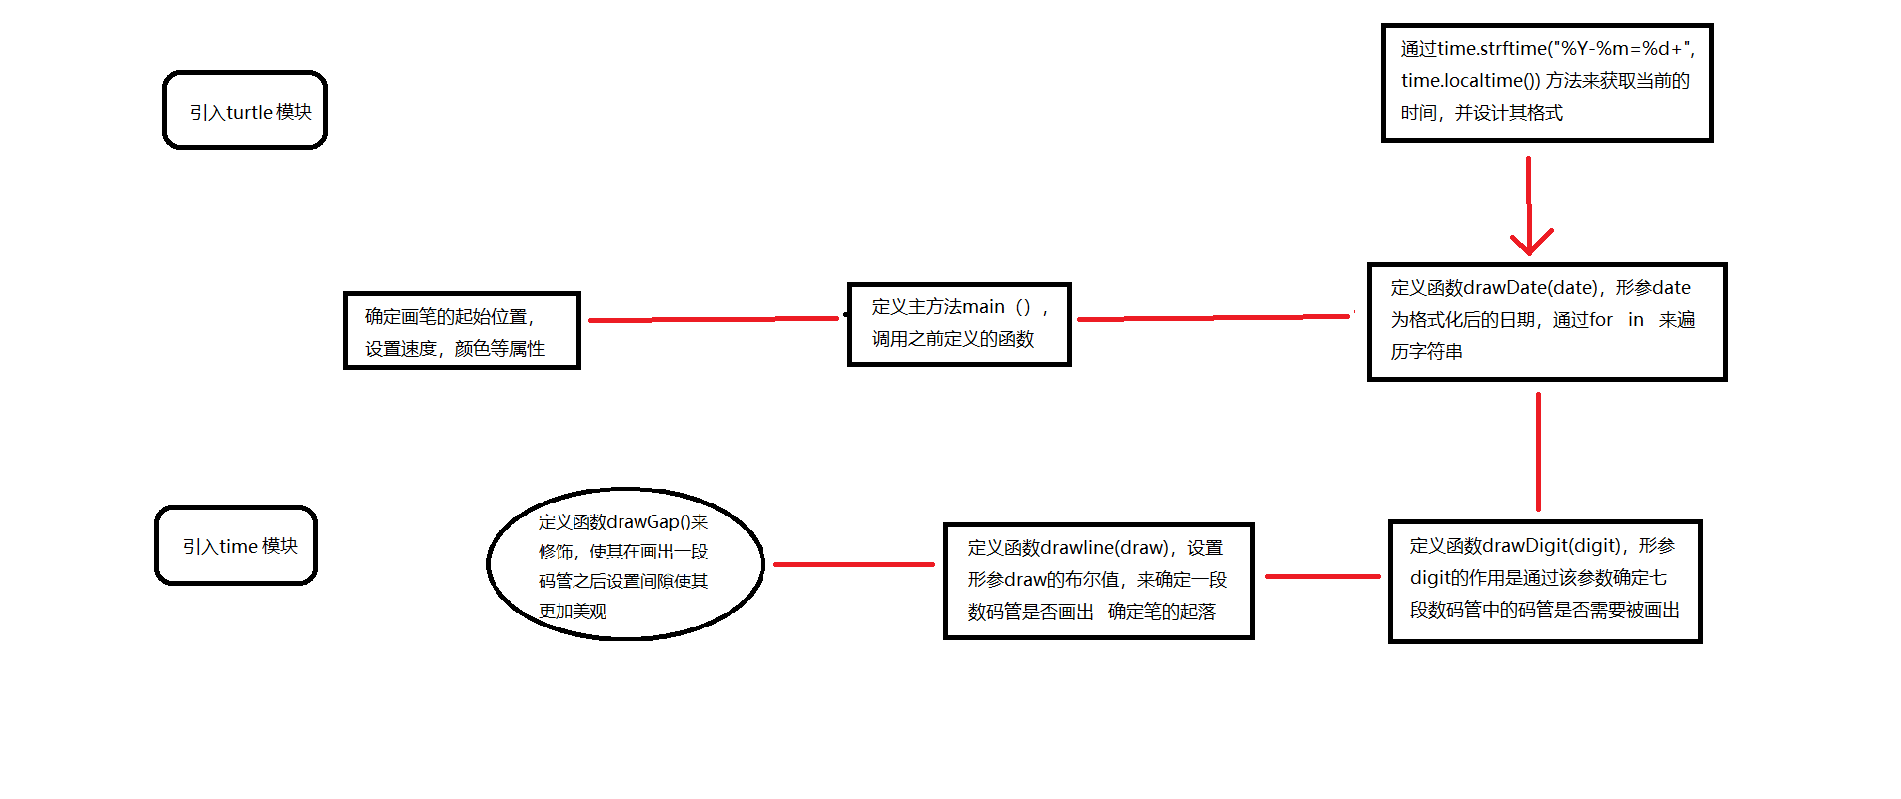 引入turtle模块
通过time.strftime("%Y-%m=%d+",
time.localtime()) 方法来获取当前的
时间，并设计其格式
确定画笔的起始位置，
设置速度，颜色等属性
定义主方法main（），
调用之前定义的函数
定义函数drawDate(date)，形参date
为格式化后的日期，通过for in 来遍
历字符串
引入time模块
定义函数drawGap()来
修饰，使其在画出一段
码管之后设置间隙使其
更加美观
定义函数drawline(draw)，设置
形参draw的布尔值，来确定一段
数码管是否画出 确定笔的起落
定义函数drawDigit(digit)，形参
digit的作用是通过该参数确定七
段数码管中的码管是否需要被画出